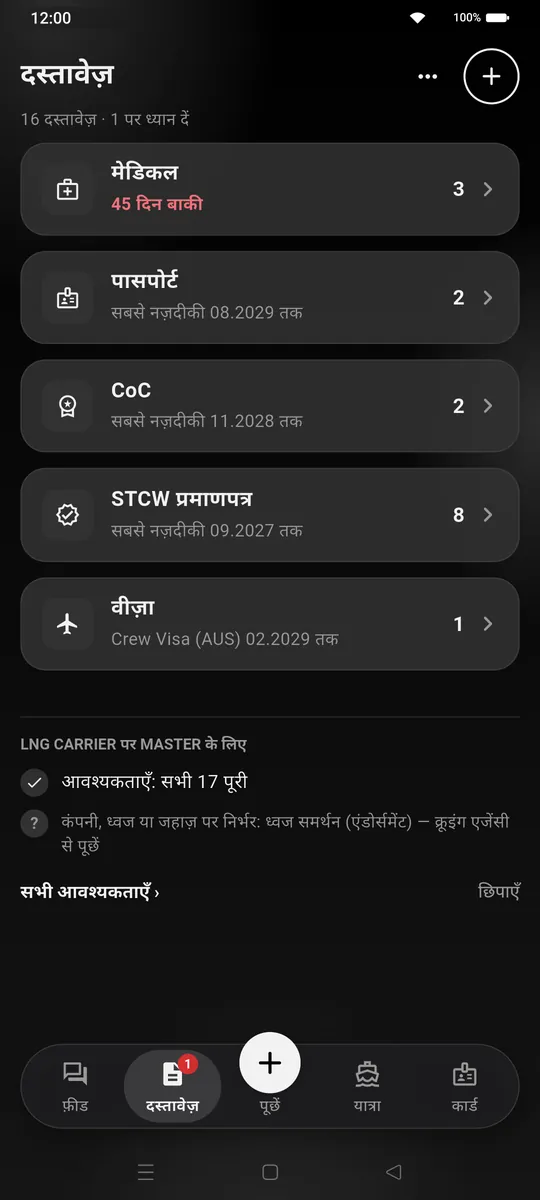 12:00
100%
दस्तावेज़
16 दस्तावेज़ · 1 पर ध्यान दें
मेडिकल
45 दिन बाकी
3
पासपोर्ट
सबसे नज़दीकी 08.2029 तक
2
CoC
सबसे नज़दीकी 11.2028 तक
2
STCW प्रमाणपत्र
सबसे नज़दीकी 09.2027 तक
8
वीज़ा
Crew Visa (AUS) 02.2029 तक
1
LNG CARRIER पर MASTER के लिए
आवश्यकताएँ: सभी 17 पूरी
?
कंपनी, ध्वज या जहाज़ पर निर्भर: ध्वज समर्थन (एंडोर्समेंट) — क्रूइंग एजेंसी
से पूछें
सभी आवश्यकताएँ ›
छिपाएँ
1
फ़ीड
दस्तावेज़
पूछें
यात्रा
कार्ड